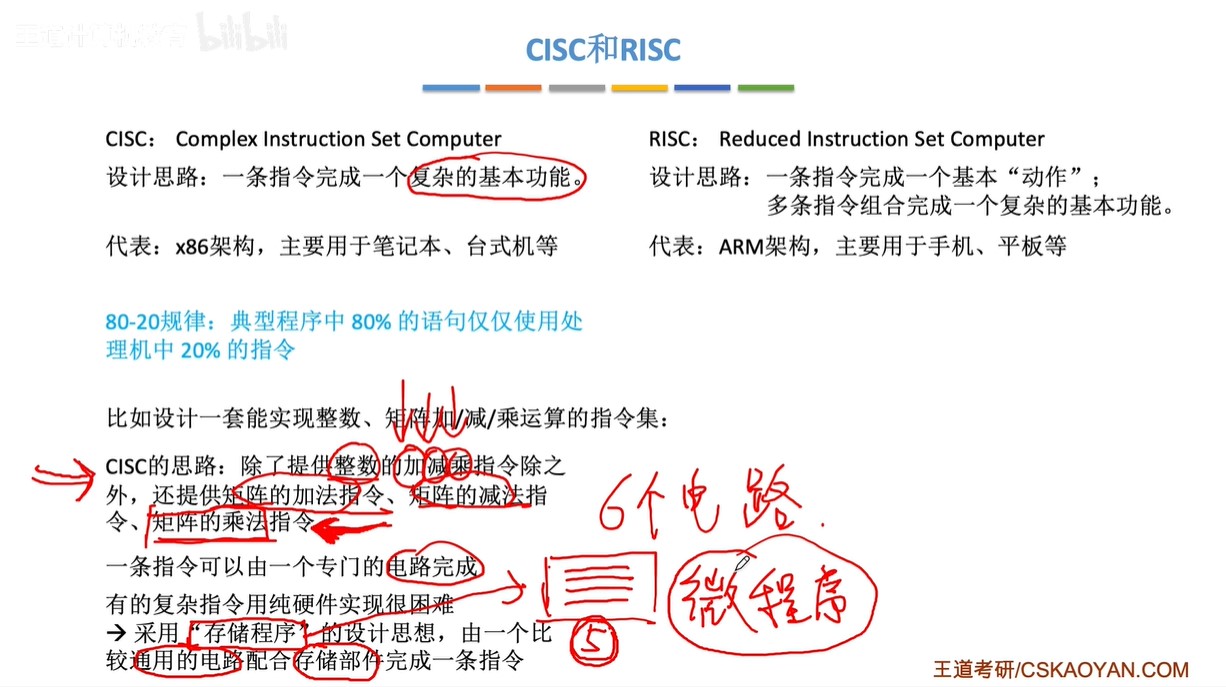 bilibili
CISC和RISC
CISC： Complex Instruction Set Computer
设计思路：一条指令完成一个复杂的基本功能。
代表：x86架构，主要用于笔记本、台式机等
RISC： Reduced Instruction Set Computer
设计思路：一条指令完成一个基本“动作”；
多条指令组合完成一个复杂的基本功能。
代表：ARM架构，主要用于手机、平板等
80-20规律：典型程序中 80% 的语句仅仅使用处
理机中 20% 的指令
比如设计一套能实现整数、矩阵加/减/乘运算的指令集：
CISC的思路：除了提供整数的加减乘指令除之
外，还提供矩阵的加法指令、矩阵的减法指
令、矩阵的乘法指令
一条指令可以由一个专门的电路完成
有的复杂指令用纯硬件实现很困难
→ 采用“存储程序”的设计思想，由一个比
较通用的电路配合存储部件完成一条指令
6个电路.
微程序
5
王道考研/CSKAOYAN.COM